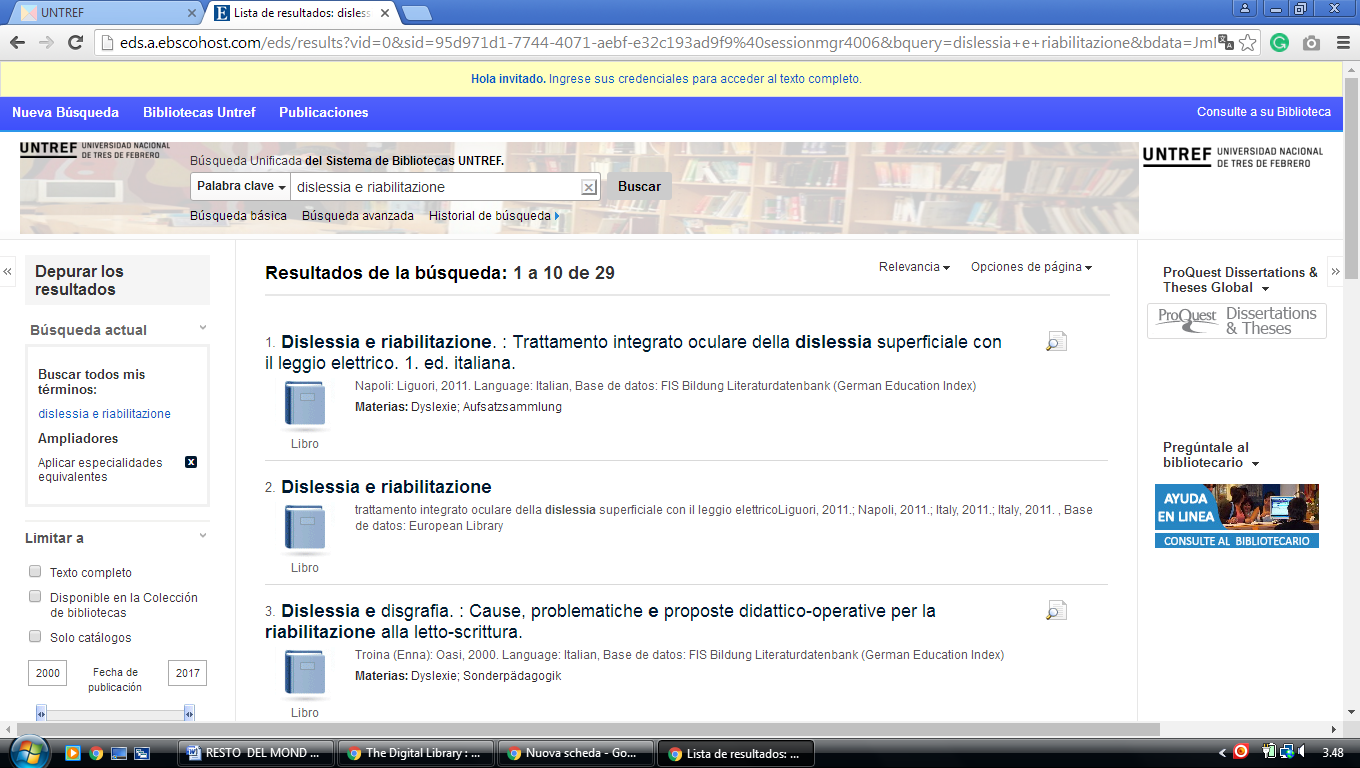 UNTREF
Lista de resultados: disless
eds.a.ebscohost.com/eds/results?vid=0&sid=95d971d1-7744-4071-aebf-e32c193ad9f9%40sessionmgr4006&bquery=dislessia+e+riabilitazione&bdata=JmI
Hola invitado. Ingrese sus credenciales para acceder al texto completo.
Nueva Búsqueda Bibliotecas Untref Publicaciones Consulte a su Biblioteca
UNTREF UNIVERSIDAD NACIONAL DE TRES DE FEBRERO
Búsqueda Unificada del Sistema de Bibliotecas UNTREF.
Palabra clave dislessia e riabilitazione Buscar
Búsqueda básica Búsqueda avanzada Historial de búsqueda
UNTREF UNIVERSIDAD NACIONAL DE TRES DE FEBRERO
Depurar los
resultados
Búsqueda actual
Buscar todos mis
términos:
dislessia e riabilitazione
Ampliadores
Aplicar especialidades
equivalentes
Limitar a
Texto completo
Disponible en la Colección
de bibliotecas
Solo catálogos
2000 Fecha de publicación 2017
Resultados de la búsqueda: 1 a 10 de 29
Relevancia Opciones de página
1. Dislessia e riabilitazione. : Trattamento integrato oculare della dislessia superficiale con
il leggio elettrico. 1. ed. italiana.
Napoli: Liguori, 2011. Language: Italian, Base de datos: FIS Bildung Literaturdatenbank (German Education Index)
Materias: Dyslexie; Aufsatzsammlung
Libro
2. Dislessia e riabilitazione
trattamento integrato oculare della dislessia superficiale con il leggio elettricoLiguori, 2011.; Napoli, 2011.; Italy, 2011.; Italy, 2011. , Base
de datos: European Library
Libro
3. Dislessia e disgrafia. : Cause, problematiche e proposte didattico-operative per la
riabilitazione alla letto-scrittura.
Troina (Enna): Oasi, 2000. Language: Italian, Base de datos: FIS Bildung Literaturdatenbank (German Education Index)
Materias: Dyslexie; Sonderpädagogik
Libro
ProQuest Dissertations &
Theses Global
ProQuest Dissertations
& Theses
Pregúntale al
bibliotecario
AYUDA
EN LINEA
CONSULTE AL BIBLIOTECARIO
RESTO DEL MOND ...
The Digital Library : ...
Nuova scheda - Go...
Lista de resultados: ...
3.48